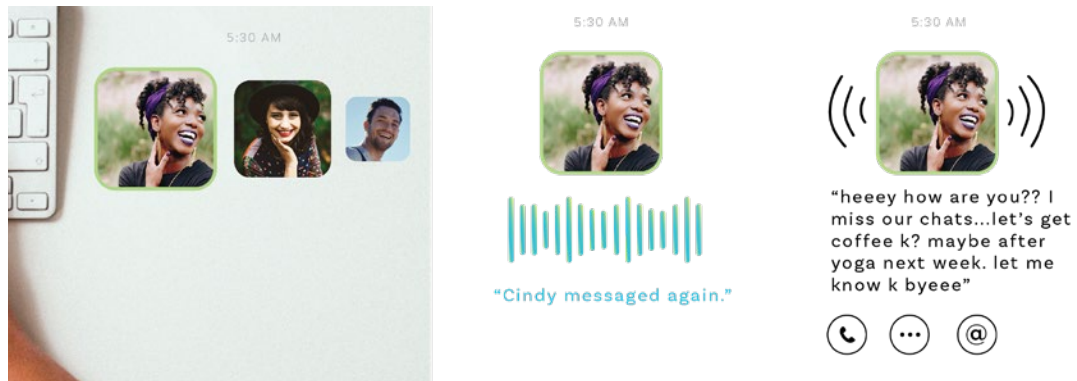 5:30 AM
5:30 AM
“Cindy messaged again.”
5:30 AM
“heeey how are you?? I
miss our chats...let’s get
coffee k? maybe after
yoga next week. let me
know k byeee”
@